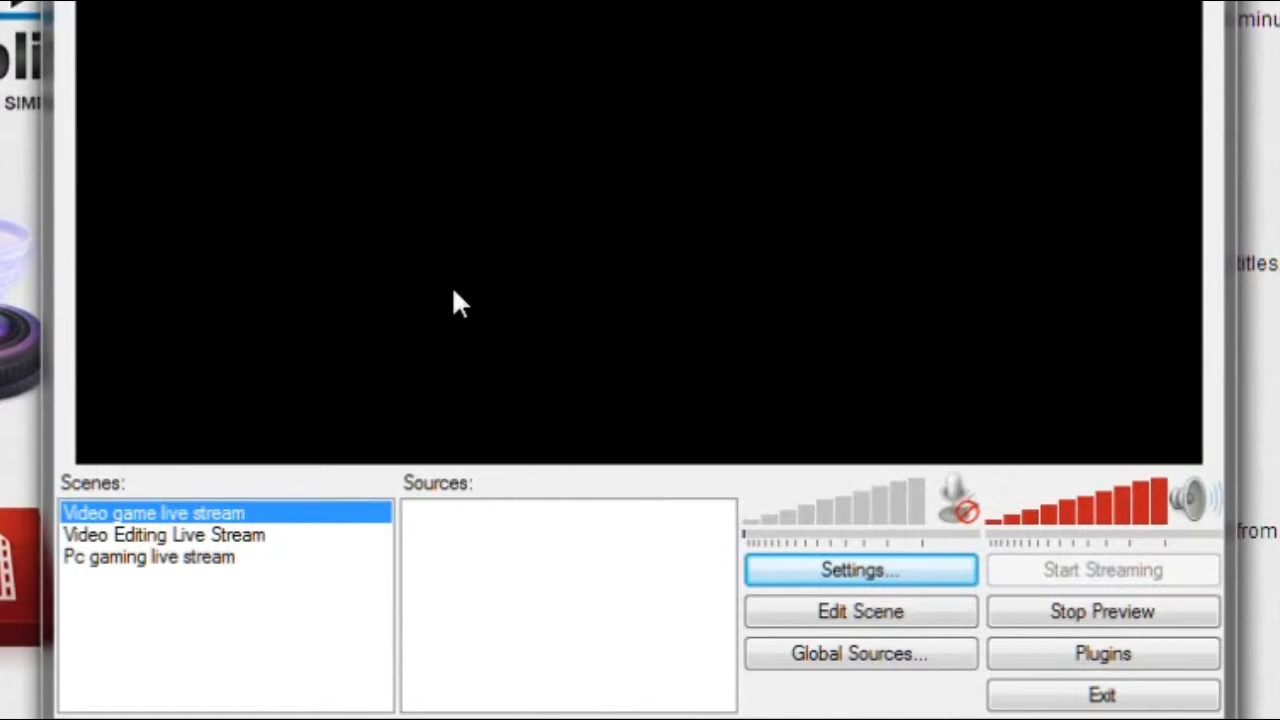 minu
SIM
titles
Scenes:
Sources:
Video game live stream
Video Editing Live Stream
Pc gaming live stream
from
Settings...
Start Streaming
Edit Scene
Stop Preview
Global Sources...
Plugins
Exit